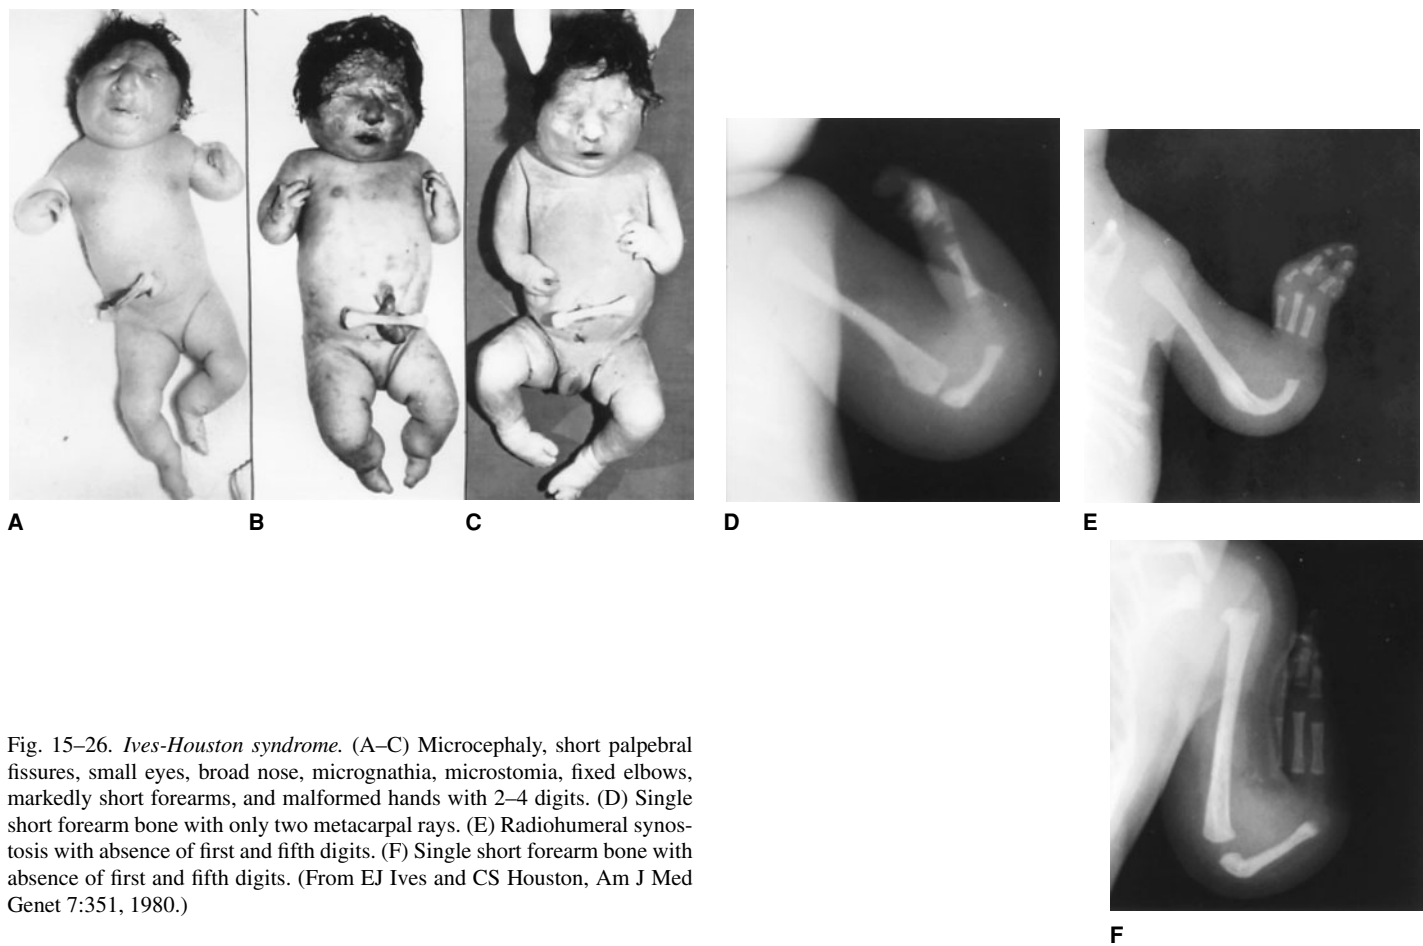 A
B
C
D
E
F
Fig. 15–26. Ives-Houston syndrome. (A–C) Microcephaly, short palpebral
fissures, small eyes, broad nose, micrognathia, microstomia, fixed elbows,
markedly short forearms, and malformed hands with 2–4 digits. (D) Single
short forearm bone with only two metacarpal rays. (E) Radiohumeral synos-
tosis with absence of first and fifth digits. (F) Single short forearm bone with
absence of first and fifth digits. (From EJ Ives and CS Houston, Am J Med
Genet 7:351, 1980.)